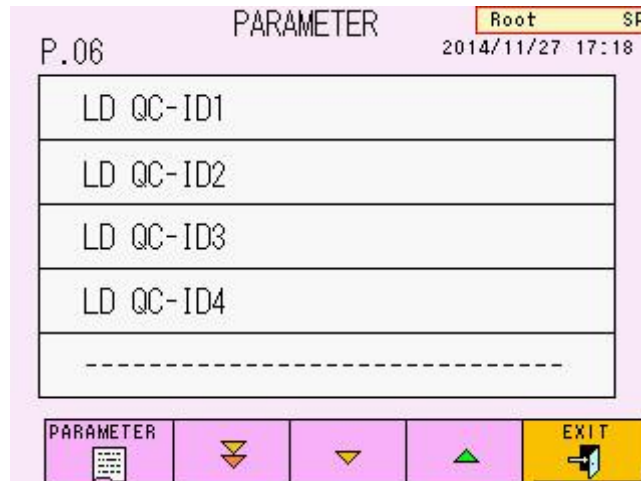 PARAMETER
Root SP
P.06
2014/11/27 17:18
LD QC-ID1
LD QC-ID2
LD QC-ID3
LD QC-ID4
------------------------------
PARAMETER
EXIT